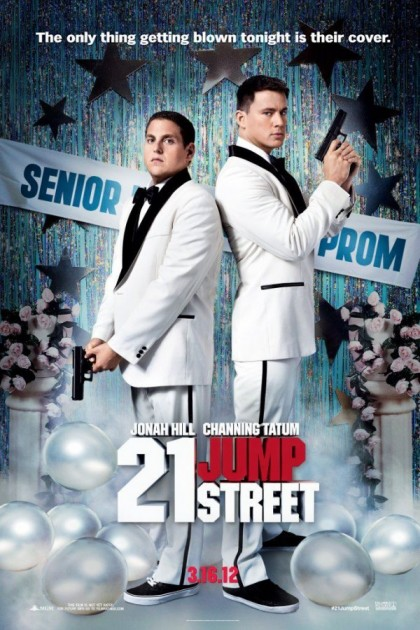 The only thing getting blown tonight is their cover.
SENIOR PROM
JONAH HILL CHANNING TATUM
21 JUMP
STREET
3.16.12
#21JumpStreet